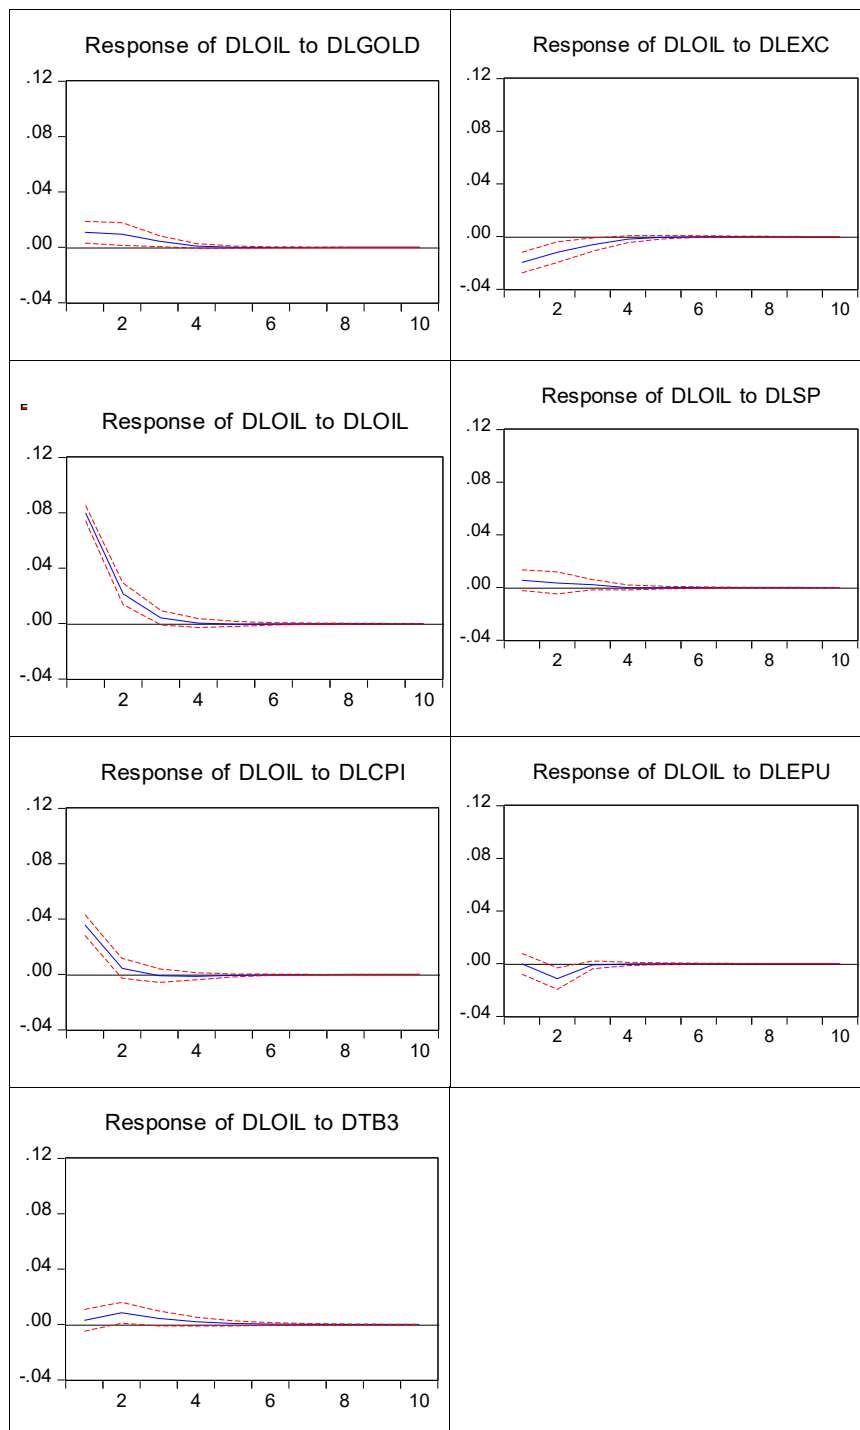 Response of DLOIL to DLGOLD
.12
.08
.04
.00
-.04
2 4 6 8 10
Response of DLOIL to DLEXC
.12
.08
.04
.00
-.04
2 4 6 8 10
Response of DLOIL to DLOIL
.12
.08
.04
.00
-.04
2 4 6 8 10
Response of DLOIL to DLSP
.12
.08
.04
.00
-.04
2 4 6 8 10
Response of DLOIL to DLCPI
.12
.08
.04
.00
-.04
2 4 6 8 10
Response of DLOIL to DLEPU
.12
.08
.04
.00
-.04
2 4 6 8 10
Response of DLOIL to DTB3
.12
.08
.04
.00
-.04
2 4 6 8 10